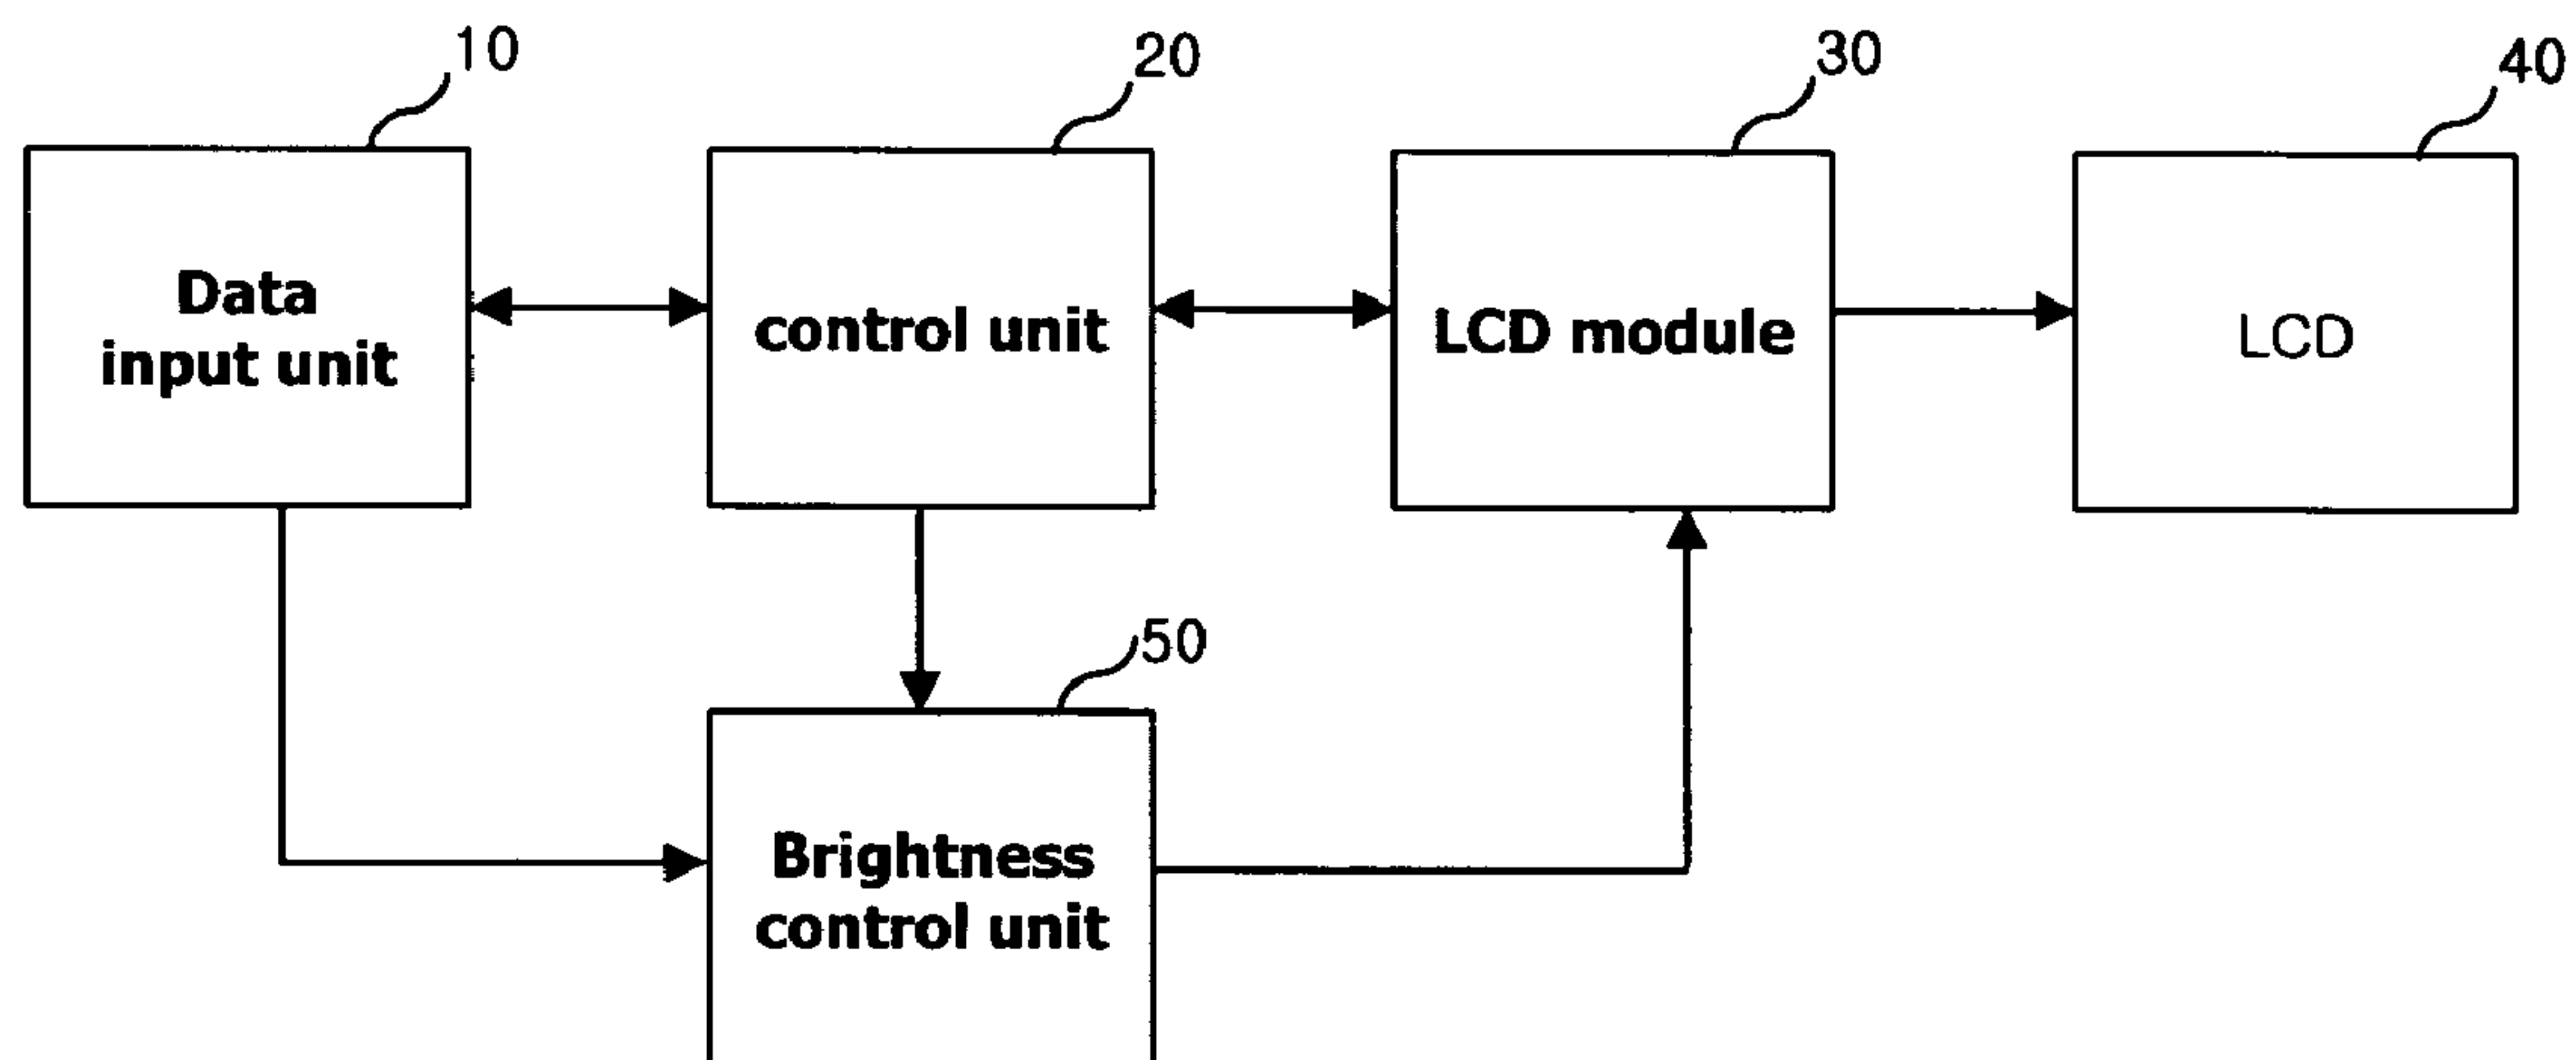 10
20
30
40
Data
input unit
control unit
LCD module
LCD
50
Brightness
control unit